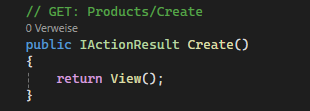 // GET: Products/Create
0 Verweise
public IActionResult Create()
{
return View();
}